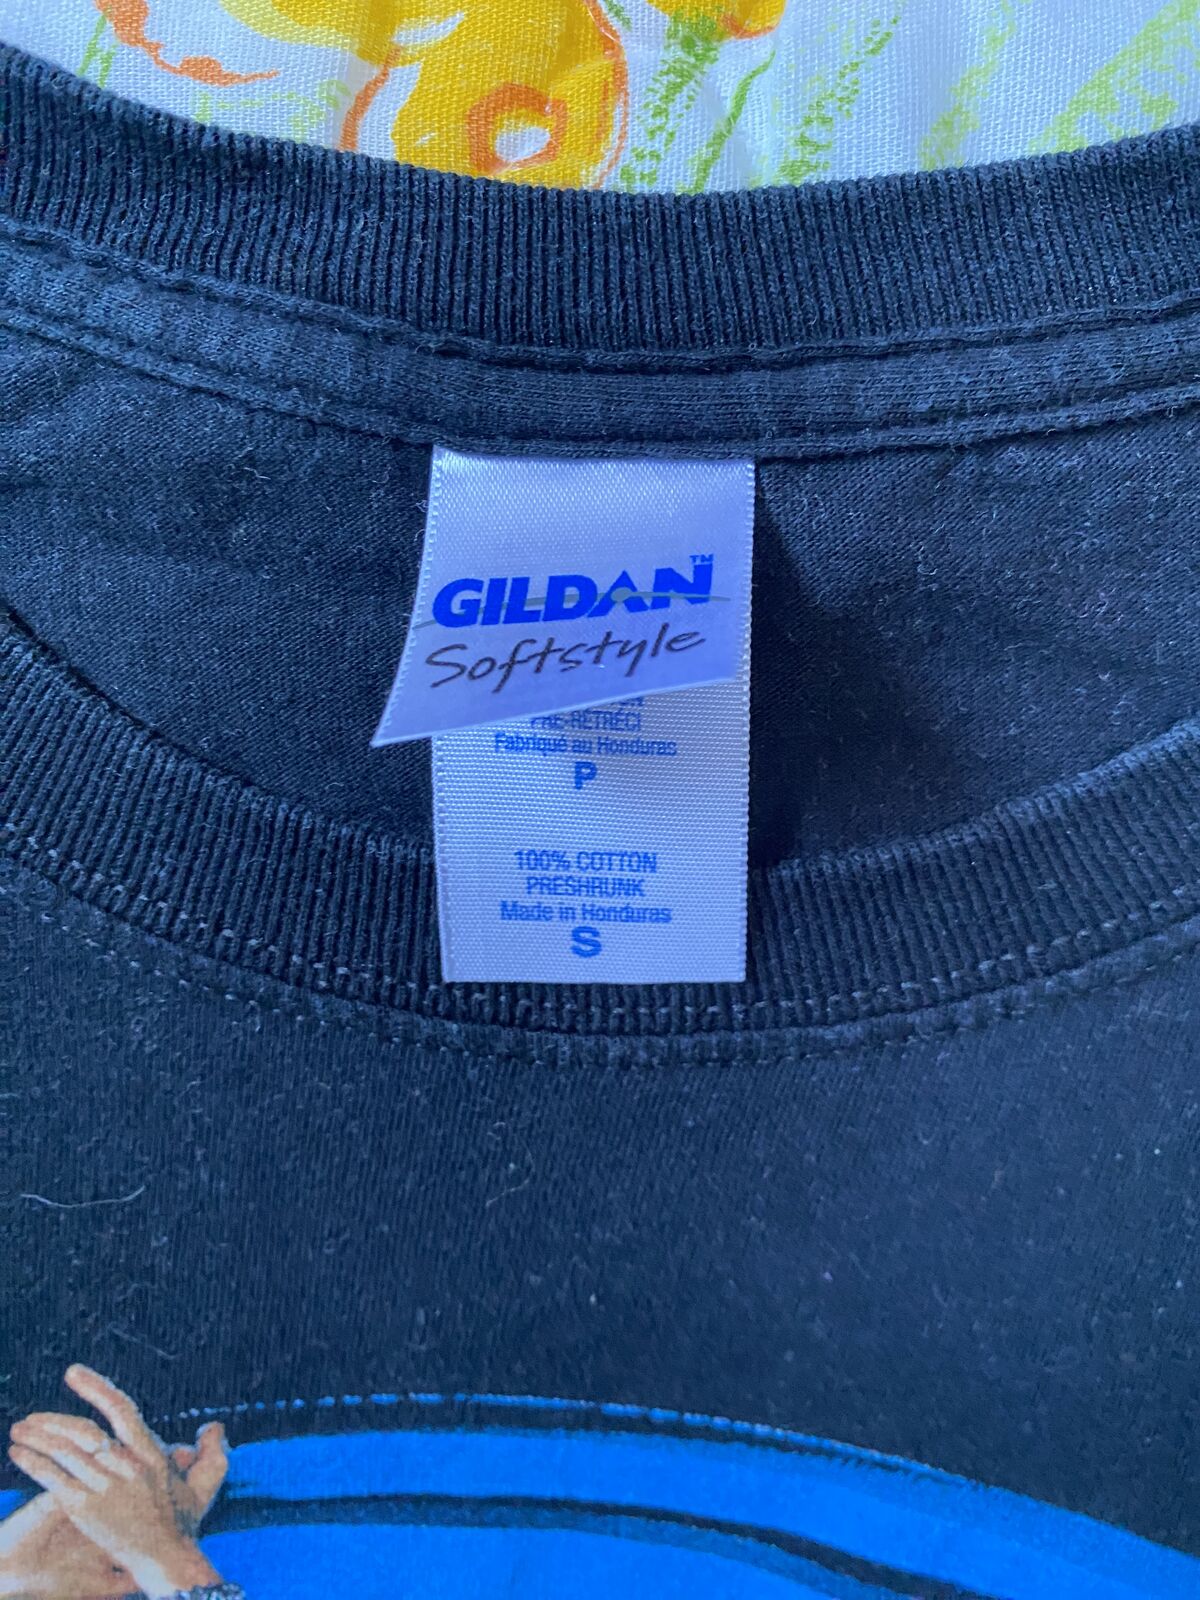 GILDAN™
Softstyle
PRÉ-RÉTRÉCI
Fabriqué au Honduras
P
100% COTTON
PRESHRUNK
Made in Honduras
S